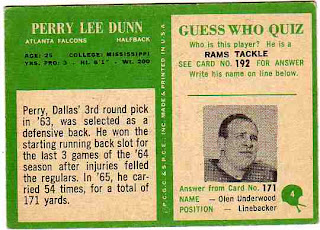 PERRY LEE DUNN
ATLANTA FALCONS HALFBACK
AGE: 25 COLLEGE: MISSISSIPPI
YRS. PRO: 3 - Ht. 6'1" - Wt. 200
Perry, Dallas' 3rd round pick
in '63, was selected as a
defensive back. He won the
starting running back slot for
the last 3 games of the '64
season after injuries felled
the regulars. In '65, he
carried 54 times, for a total of
171 yards.
GUESS WHO QUIZ
Who is this player? He is a
RAMS TACKLE
SEE CARD NO. 192 FOR ANSWER
Write his name on line below.
Answer from Card No. 171
NAME — Olen Underwood
POSITION — Linebacker
4
©P.C.G.C. & S.P.C.E. INC. PTD. IN U.S.A.